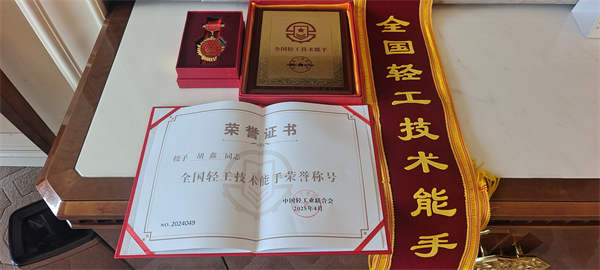 全国轻工技术能手
全国轻工技术能手
荣誉证书
授予 胡鑫 同志
全国轻工技术能手荣誉称号
中国轻工业联合会
2025年4月
NO. 2024049